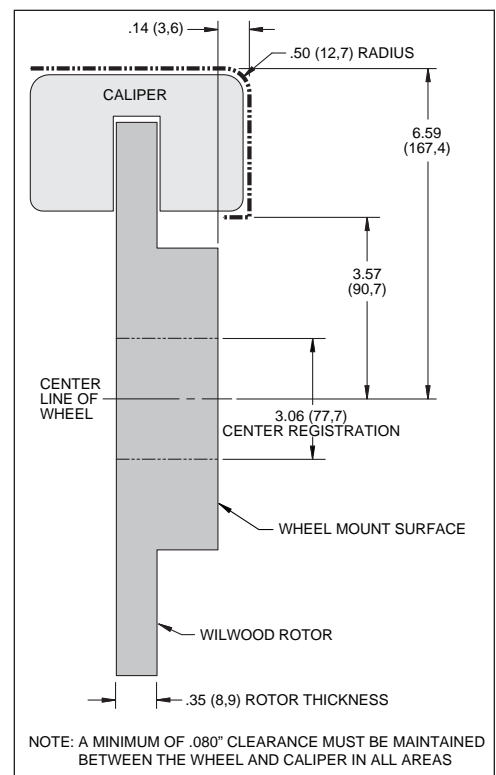 .14 (3,6)
.50 (12,7) RADIUS
CALIPER
6.59
(167,4)
3.57
(90,7)
CENTER
LINE OF
WHEEL
3.06 (77,7)
CENTER REGISTRATION
WHEEL MOUNT SURFACE
WILWOOD ROTOR
.35 (8,9) ROTOR THICKNESS
NOTE: A MINIMUM OF .080" CLEARANCE MUST BE MAINTAINED
BETWEEN THE WHEEL AND CALIPER IN ALL AREAS